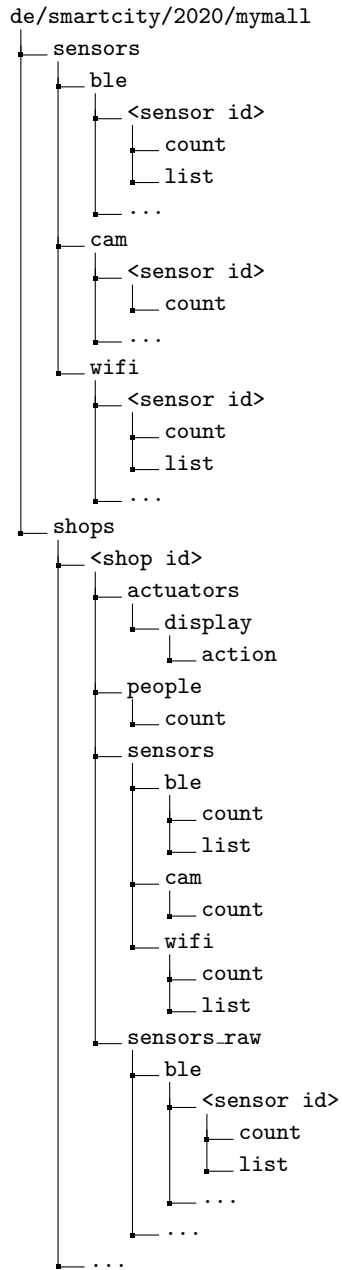 de/smartcity/2020/mymall
sensors
ble
<sensor id>
count
list
...
cam
<sensor id>
count
...
wifi
<sensor id>
count
list
...
shops
<shop id>
actuators
display
action
people
count
sensors
ble
count
list
cam
count
wifi
count
list
sensors_raw
ble
<sensor id>
count
list
...
...
...